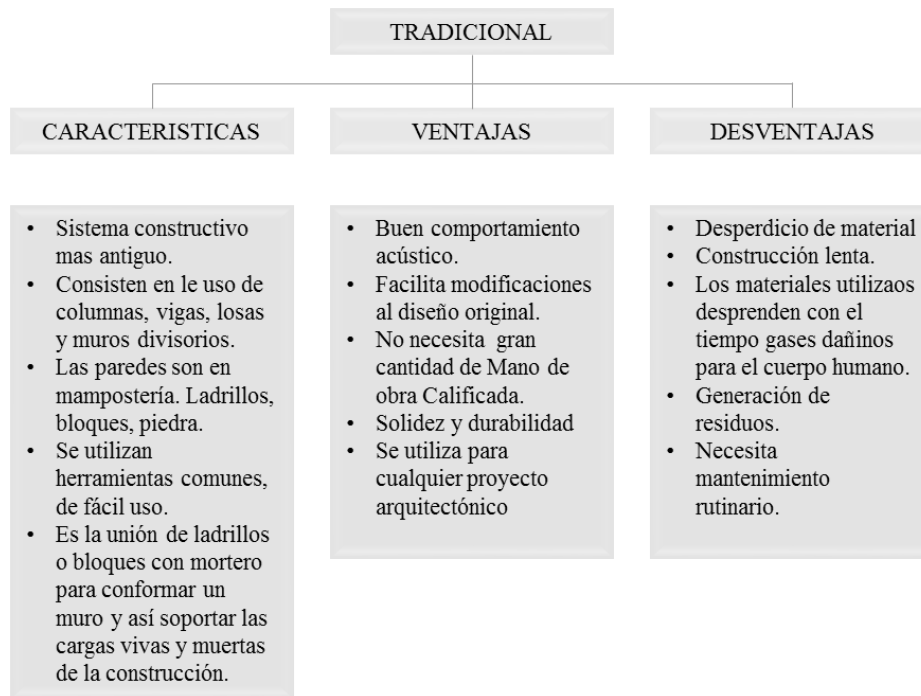 TRADICIONAL
CARACTERISTICAS
VENTAJAS
DESVENTAJAS
• Sistema constructivo
mas antiguo.
• Consisten en le uso de
columnas, vigas, losas
y muros divisorios.
• Las paredes son en
mampostería. Ladrillos,
bloques, piedra.
• Se utilizan
herramientas comunes,
de fácil uso.
• Es la unión de ladrillos
o bloques con mortero
para conformar un
muro y así soportar las
cargas vivas y muertas
de la construcción.
• Buen comportamiento
acústico.
• Facilita modificaciones
al diseño original.
• No necesita gran
cantidad de Mano de
obra Calificada.
• Solidez y durabilidad
• Se utiliza para
cualquier proyecto
arquitectónico
• Desperdicio de material
• Construcción lenta.
• Los materiales utilizaos
desprenden con el
tiempo gases dañinos
para el cuerpo humano.
• Generación de
residuos.
• Necesita
mantenimiento
rutinario.